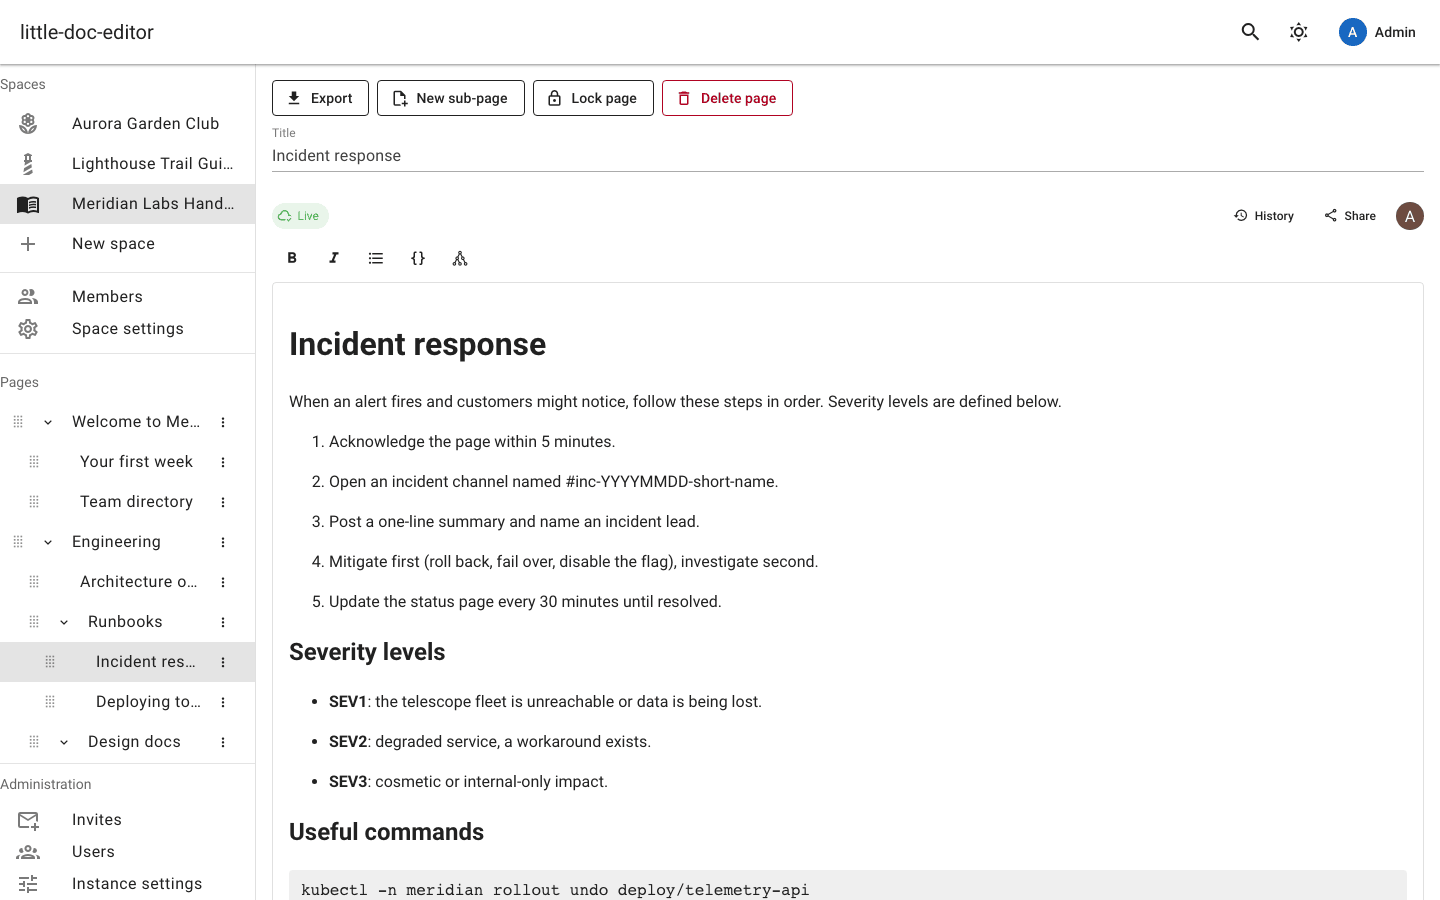 little-doc-editor
A
Admin
Spaces
Aurora Garden Club
Lighthouse Trail Gui...
Meridian Labs Hand...
New space
Members
Space settings
Pages
Welcome to Me...
Your first week
Team directory
Engineering
Architecture o...
Runbooks
Incident res...
Deploying to...
Design docs
Administration
Invites
Users
Instance settings
Export
New sub-page
Lock page
Delete page
Title
Incident response
Live
History
Share
A
B
I
{}
Incident response
When an alert fires and customers might notice, follow these steps in order. Severity levels are defined below.
1. Acknowledge the page within 5 minutes.
2. Open an incident channel named #inc-YYYYMMDD-short-name.
3. Post a one-line summary and name an incident lead.
4. Mitigate first (roll back, fail over, disable the flag), investigate second.
5. Update the status page every 30 minutes until resolved.
Severity levels
• SEV1: the telescope fleet is unreachable or data is being lost.
• SEV2: degraded service, a workaround exists.
• SEV3: cosmetic or internal-only impact.
Useful commands
kubectl -n meridian rollout undo deploy/telemetry-api